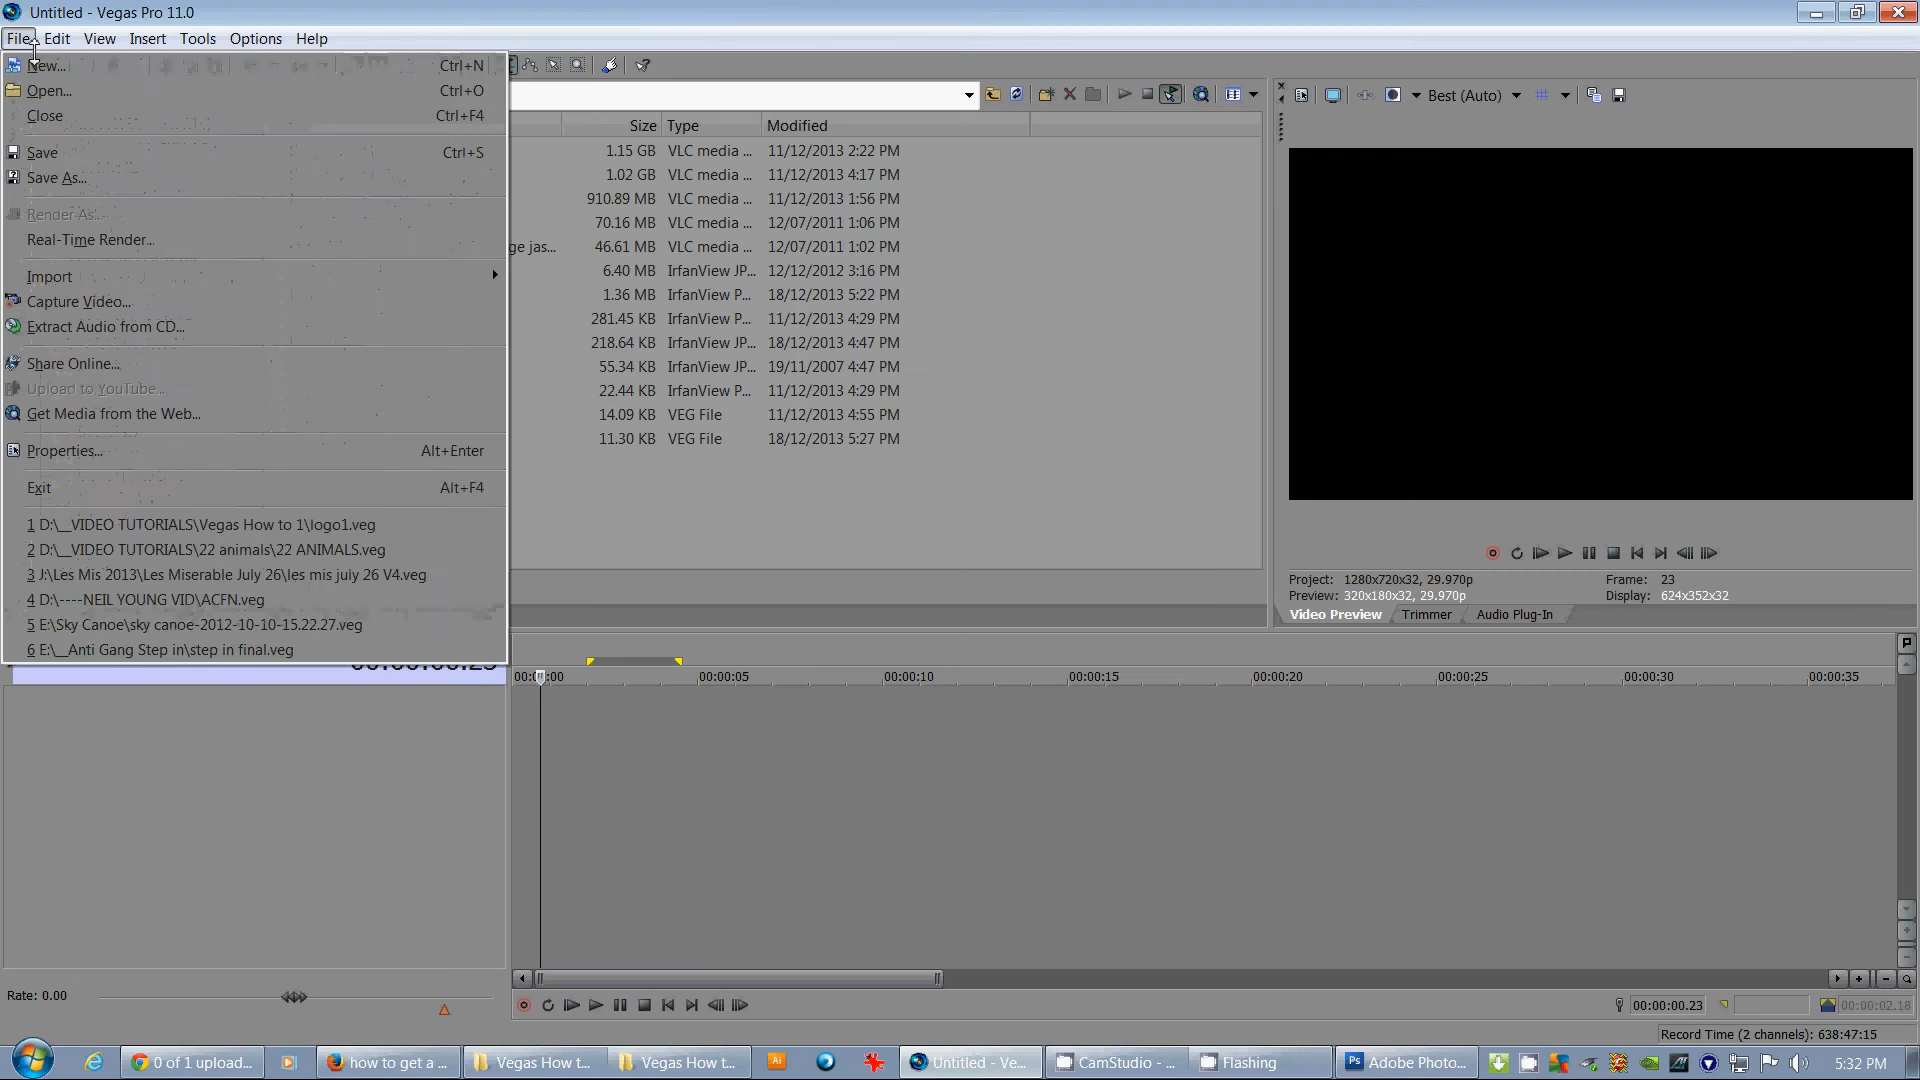 Untitled - Vegas Pro 11.0
File Edit View Insert Tools Options Help
New... Ctrl+N
Open... Ctrl+O
Close Ctrl+F4
Save Ctrl+S
Save As...
Render As...
Real-Time Render...
Import
Capture Video...
Extract Audio from CD...
Share Online...
Upload to YouTube...
Get Media from the Web...
Properties... Alt+Enter
Exit Alt+F4
1 D:\__VIDEO TUTORIALS\Vegas How to 1\logo1.veg
2 D:\__VIDEO TUTORIALS\22 animals\22 ANIMALS.veg
3 J:\Les Mis 2013\Les Miserable July 26\les mis july 26 V4.veg
4 D:\----NEIL YOUNG VID\ACFN.veg
5 E:\Sky Canoe\sky canoe-2012-10-10-15.22.27.veg
6 E:\__Anti Gang Step in\step in final.veg
Size Type Modified
1.15 GB VLC media ... 11/12/2013 2:22 PM
1.02 GB VLC media ... 11/12/2013 4:17 PM
910.89 MB VLC media ... 11/12/2013 1:56 PM
70.16 MB VLC media ... 12/07/2011 1:06 PM
ge jas... 46.61 MB VLC media ... 12/07/2011 1:02 PM
6.40 MB IrfanView JP... 12/12/2012 3:16 PM
1.36 MB IrfanView P... 18/12/2013 5:22 PM
281.45 KB IrfanView P... 11/12/2013 4:29 PM
218.64 KB IrfanView JP... 18/12/2013 4:47 PM
55.34 KB IrfanView JP... 19/11/2007 4:47 PM
22.44 KB IrfanView P... 11/12/2013 4:29 PM
14.09 KB VEG File 11/12/2013 4:55 PM
11.30 KB VEG File 18/12/2013 5:27 PM
Best (Auto)
Project: 1280x720x32, 29.970p Frame: 23
Preview: 320x180x32, 29.970p Display: 624x352x32
Video Preview Trimmer Audio Plug-In
00:00:00:23
00:00:00 00:00:05 00:00:10 00:00:15 00:00:20 00:00:25 00:00:30 00:00:35
Rate: 0.00
00:00:00.23 00:00:02.18
Record Time (2 channels): 638:47:15
0 of 1 upload... how to get a ... Vegas How t... Vegas How t... Ai Untitled - Ve... CamStudio - ... Flashing Ps Adobe Photo... 5:32 PM